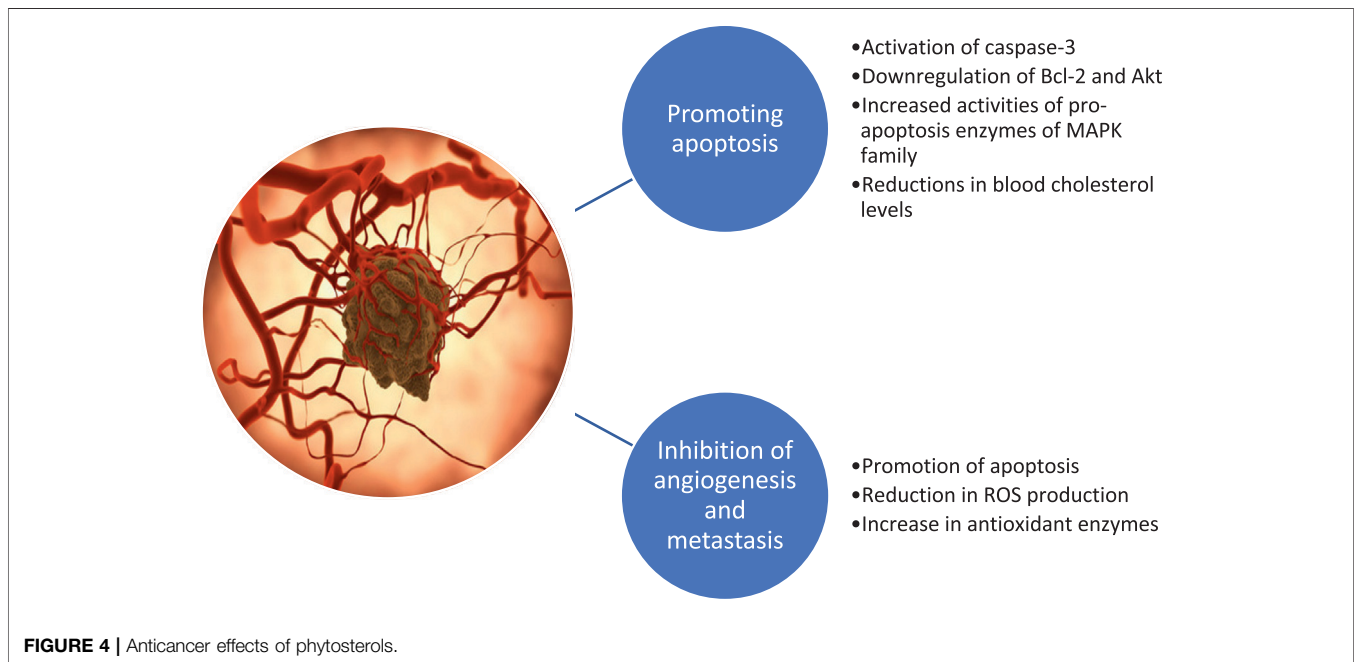 Promoting
apoptosis
•Activation of caspase-3
•Downregulation of Bcl-2 and Akt
•Increased activities of pro-
apoptosis enzymes of MAPK
family
•Reductions in blood cholesterol
levels
Inhibition of
angiogenesis
and
metastasis
•Promotion of apoptosis
•Reduction in ROS production
•Increase in antioxidant enzymes
FIGURE 4 | Anticancer effects of phytosterols.